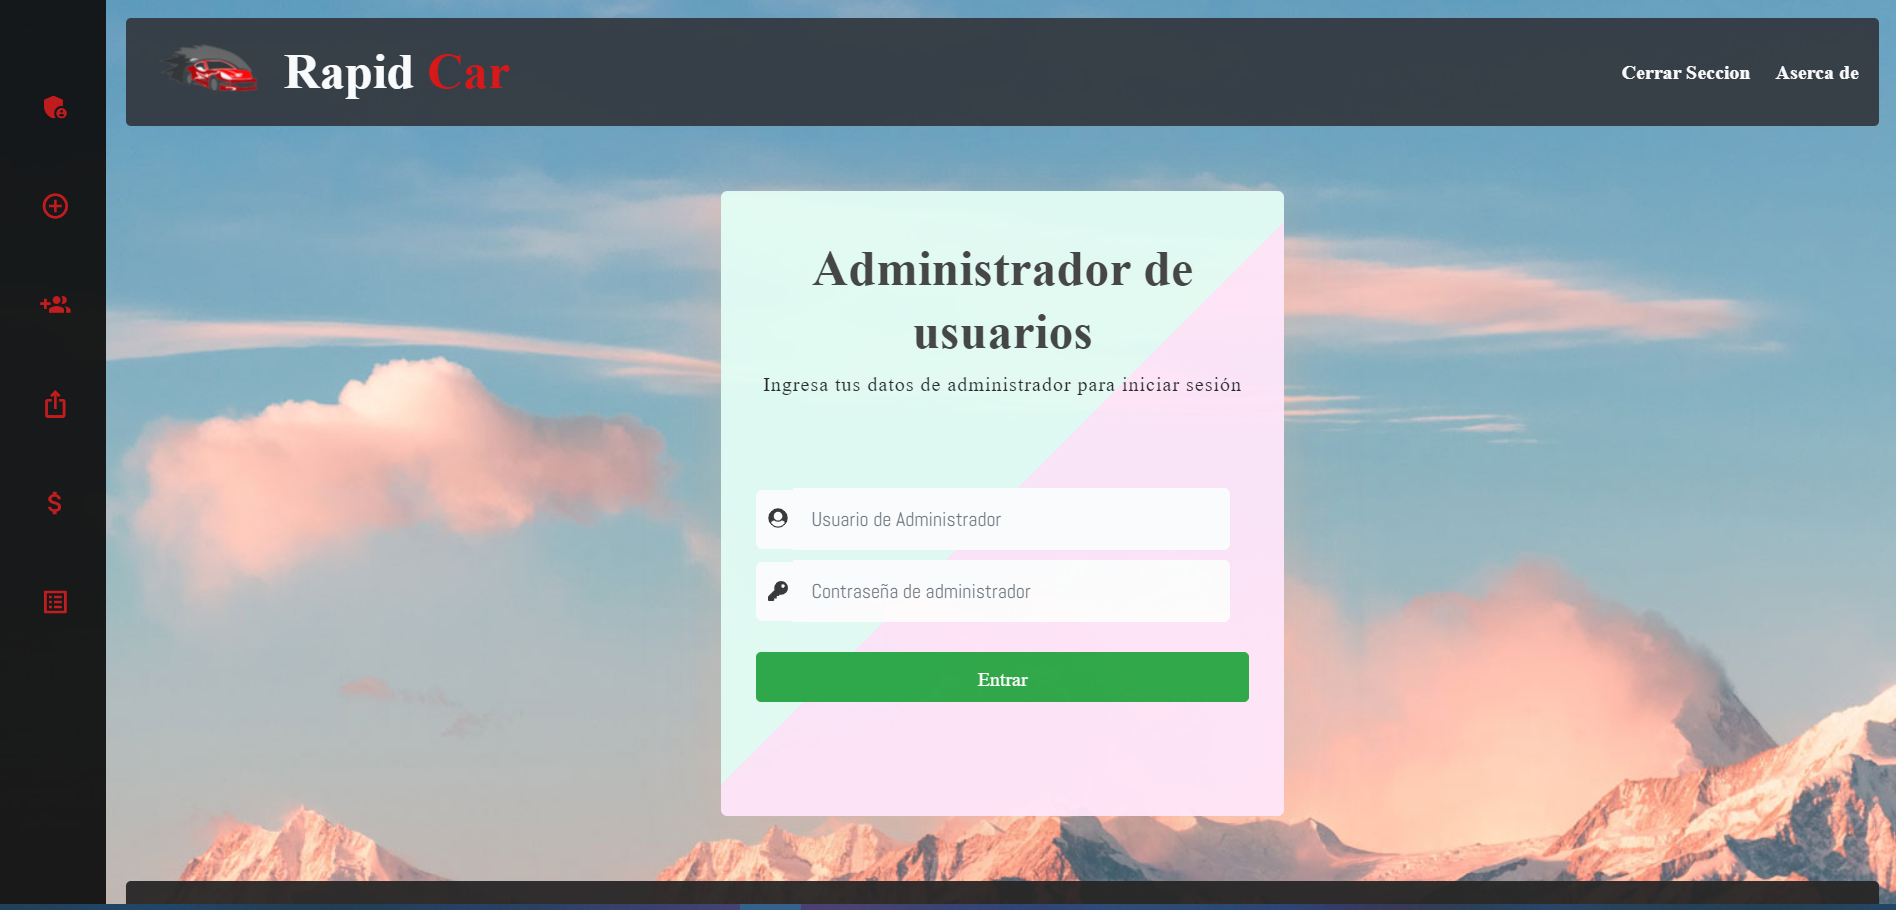 Rapid Car
Cerrar Seccion
Aserca de
Administrador de
usuarios
Ingresa tus datos de administrador para iniciar sesión
Usuario de Administrador
Contraseña de administrador
Entrar